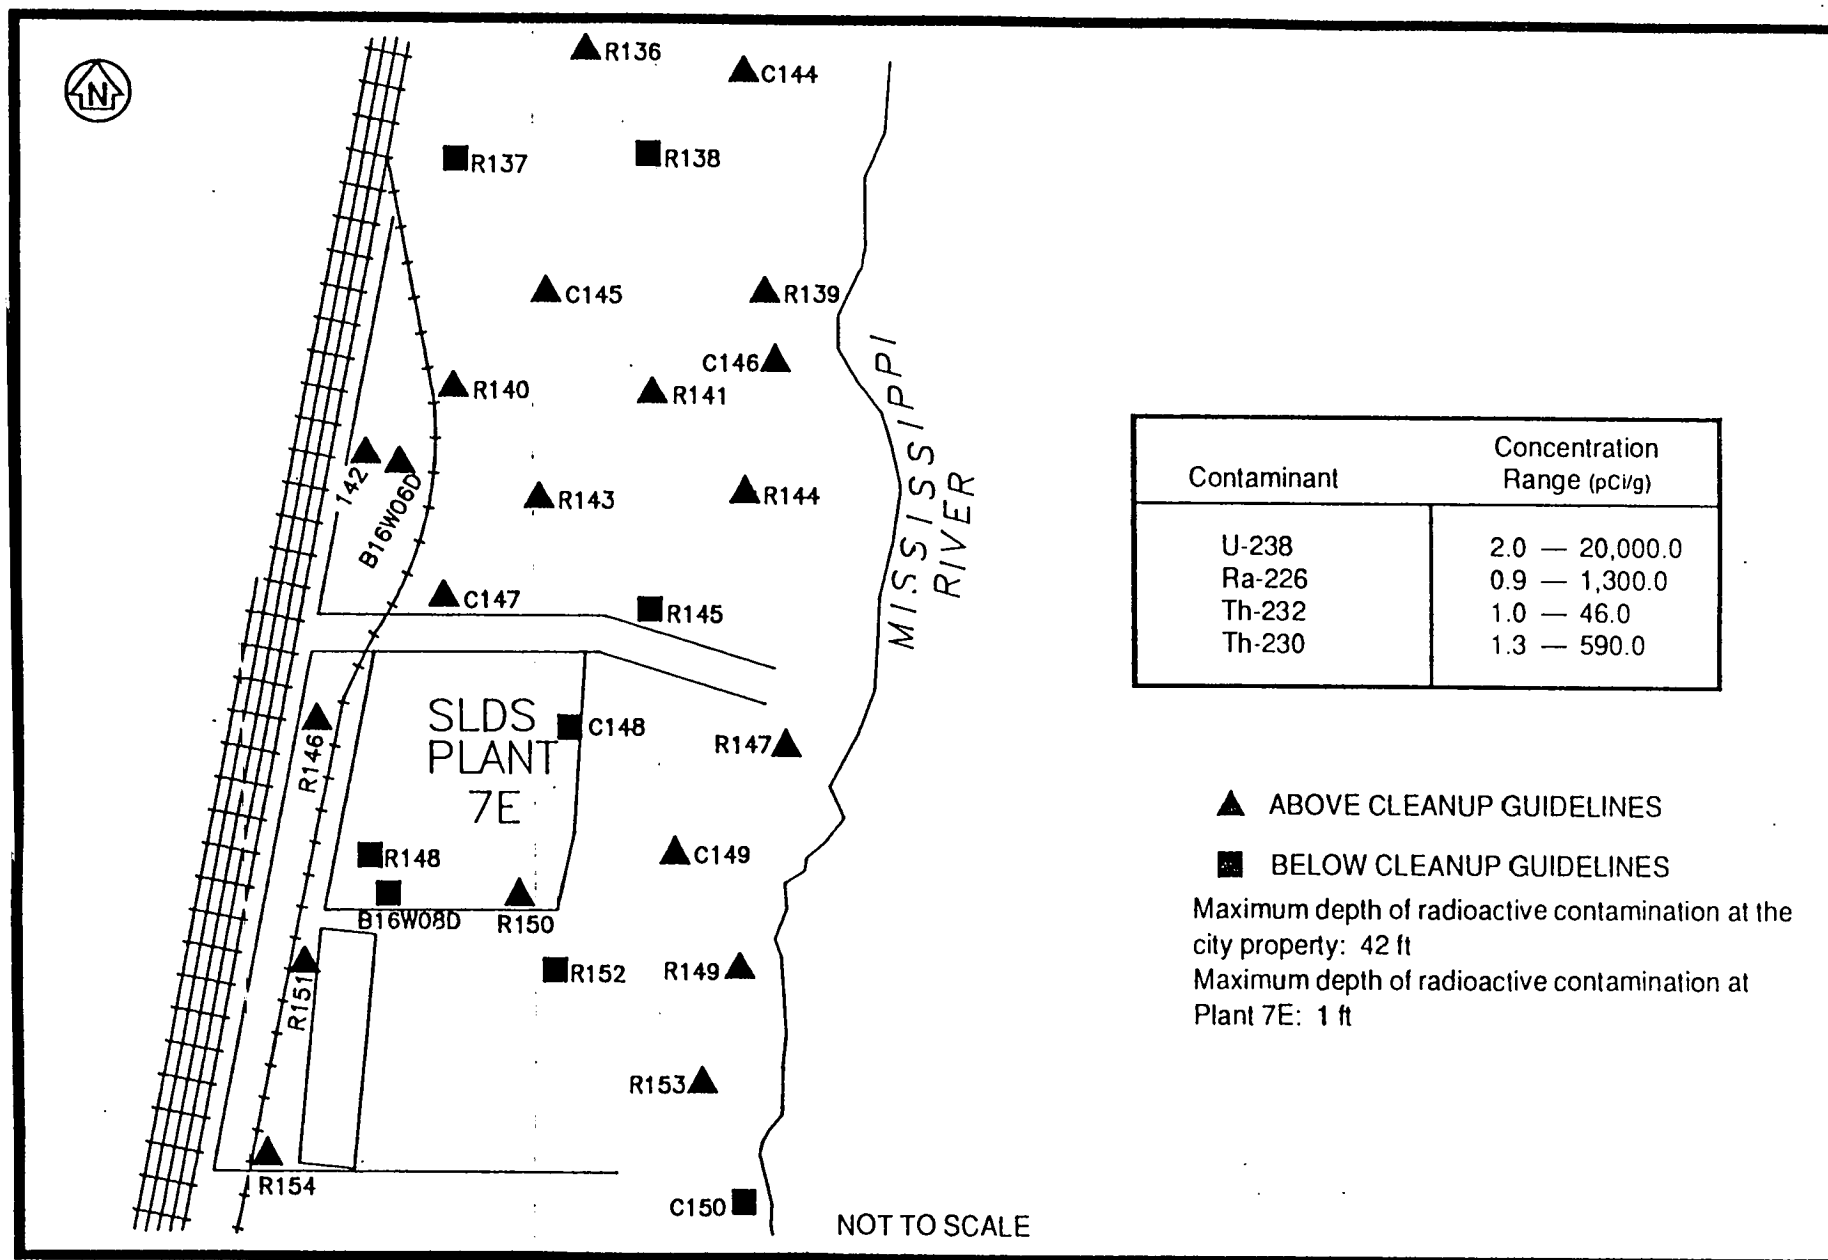 N
R136
C144
R137
R138
C145
R139
C146
R140
R141
142
B16W06D
R143
R144
MISSISSIPPI
RIVER
C147
R145
SLDS
PLANT
7E
C148
R146
R147
R148
C149
B16W08D
R150
R151
R152
R149
R153
R154
C150
NOT TO SCALE
Contaminant
Concentration
Range (pCi/g)
U-238 2.0 — 20,000.0
Ra-226 0.9 — 1,300.0
Th-232 1.0 — 46.0
Th-230 1.3 — 590.0
ABOVE CLEANUP GUIDELINES
BELOW CLEANUP GUIDELINES
Maximum depth of radioactive contamination at the
city property: 42 ft
Maximum depth of radioactive contamination at
Plant 7E: 1 ft